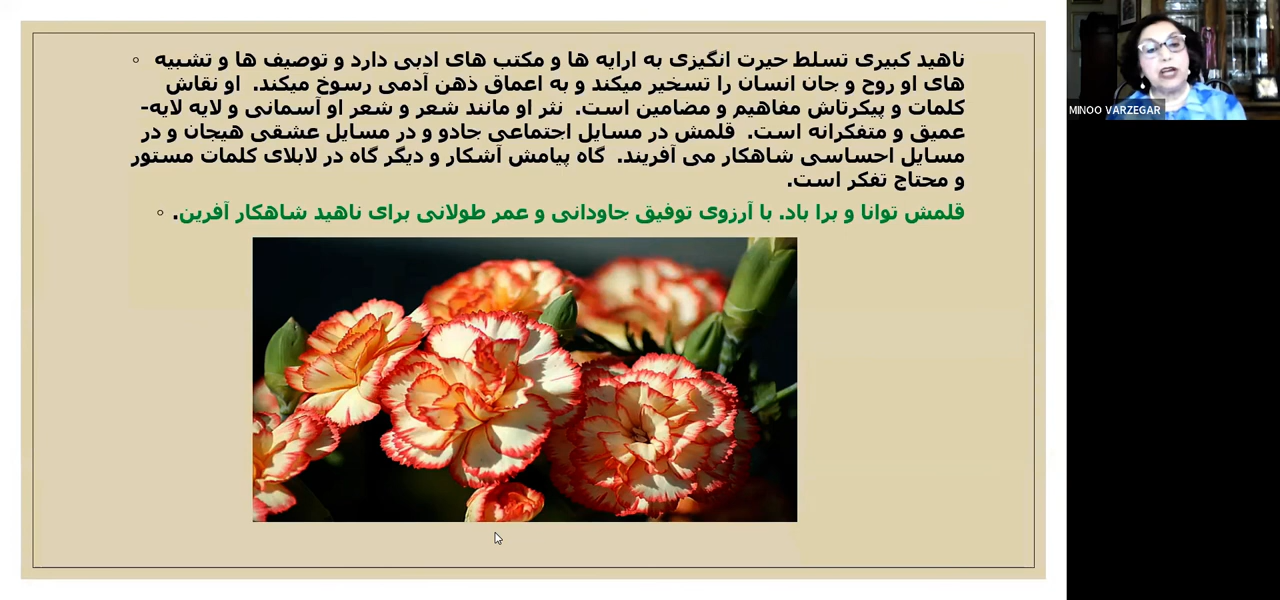 ناهید کبیری تسلط حیرت انگیزی به ارایه ها و مکتب های ادبی دارد و توصیف ها و تشبیه
های او روح و جان انسان را تسخیر میکند و به اعماق ذهن آدمی رسوخ میکند. او نقاش
کلمات و پیکرتاش مفاهیم و مضامین است. نثر او مانند شعر و شعر او آسمانی و لایه لایه-
عمیق و متفکرانه است. قلمش در مسایل اجتماعی جادو و در مسایل عشقی هیجان و در
مسایل احساسی شاهکار می آفریند. گاه پیامش آشکار و دیگر گاه در لابلای کلمات مستور
و محتاج تفکر است.
قلمش توانا و برا باد. با آرزوی توفیق جاودانی و عمر طولانی برای ناهید شاهکار آفرین.
MINOO VARZEGAR